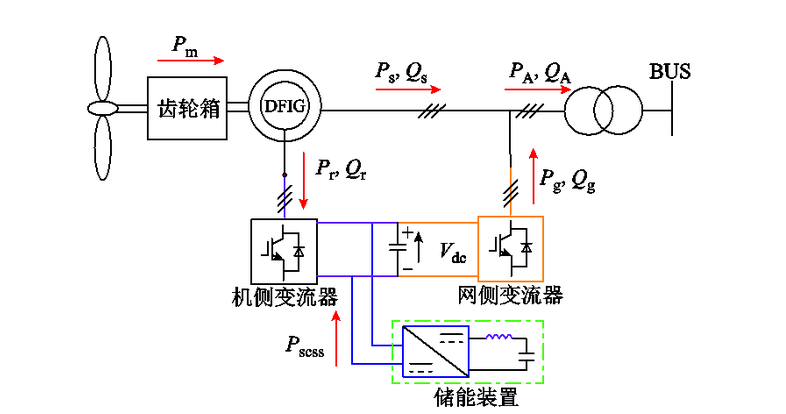 Pm
Ps, Qs
PA, QA
BUS
齿轮箱
DFIG
Pr, Qr
Pg, Qg
+
Vdc
−
机侧变流器
网侧变流器
Pscss
储能装置